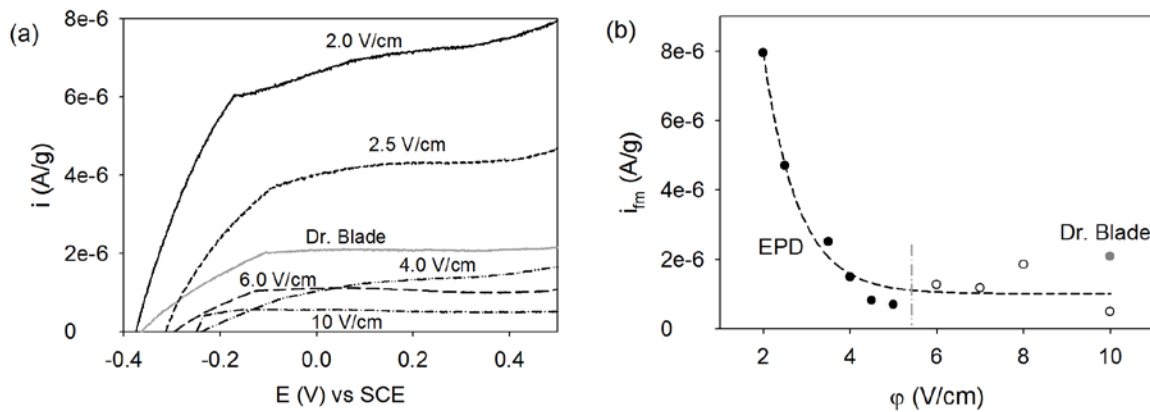 (a)
8e-6
6e-6
4e-6
2e-6
0
i (A/g)
2.0 V/cm
2.5 V/cm
Dr. Blade
4.0 V/cm
6.0 V/cm
10 V/cm
-0.4 -0.2 0.0 0.2 0.4
E (V) vs SCE
(b)
8e-6
6e-6
4e-6
2e-6
0
ifm (A/g)
EPD
Dr. Blade
2 4 6 8 10
φ (V/cm)